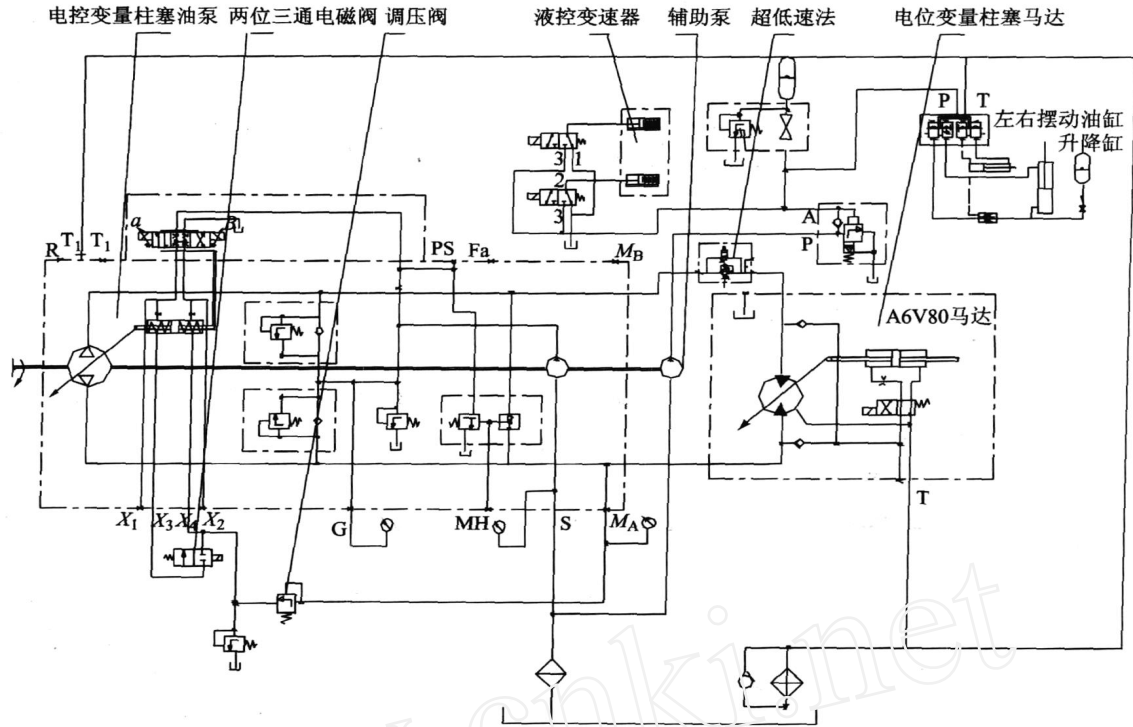 电控变量柱塞油泵 两位三通电磁阀 调压阀 液控变速器 辅助泵 超低速法 电位变量柱塞马达
P T
左右摆动油缸
升降缸
3 1
2
3
a
R T1 T1 PS Fa MB
A
P
A6V80马达
X1 X3 X4 X2 G MH S MA T
www.cnki.net